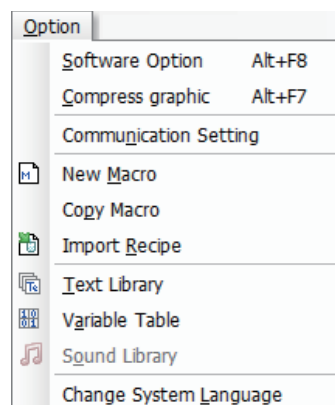 Option
Software Option Alt+F8
Compress graphic Alt+F7
Communication Setting
New Macro
Copy Macro
Import Recipe
Text Library
Variable Table
Sound Library
Change System Language